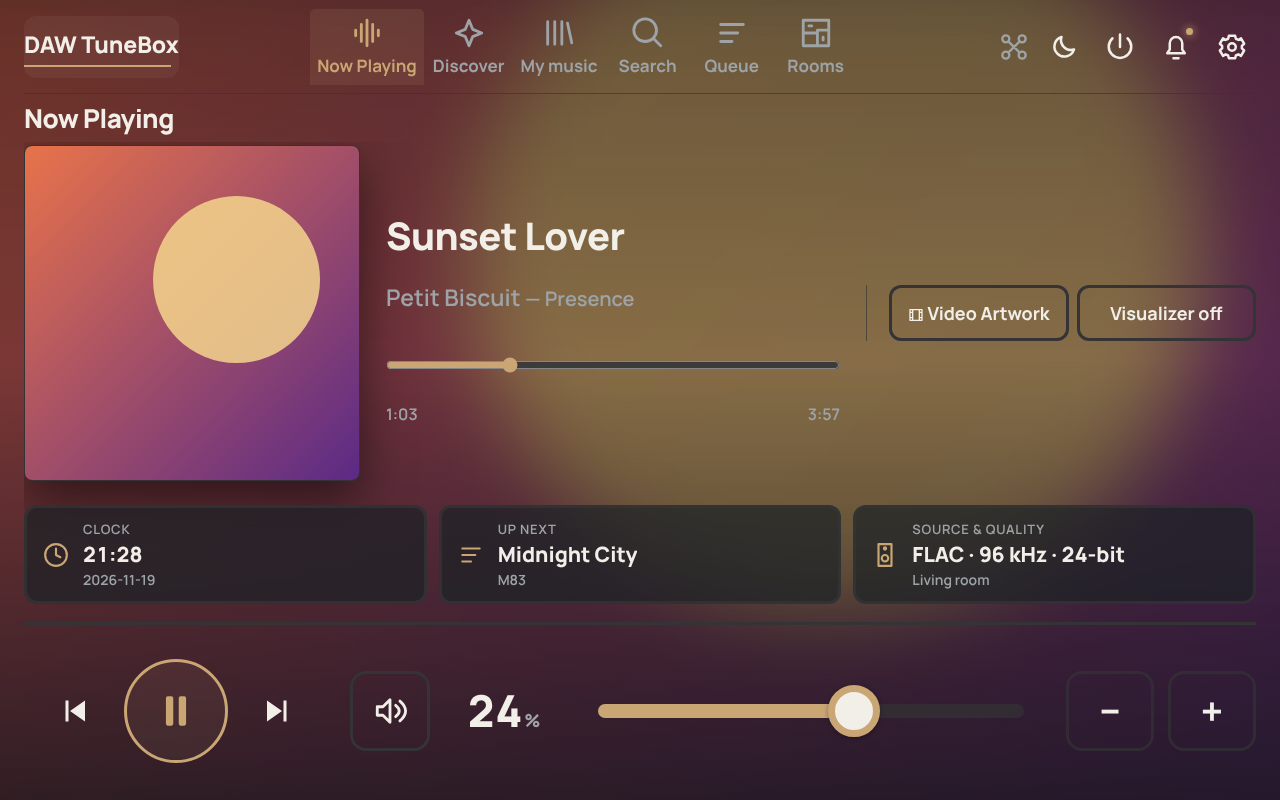 DAW TuneBox
Now Playing
Discover
My music
Search
Queue
Rooms
Now Playing
Sunset Lover
Petit Biscuit — Presence
Video Artwork
Visualizer off
1:03
3:57
CLOCK
21:28
2026-11-19
UP NEXT
Midnight City
M83
SOURCE & QUALITY
FLAC · 96 kHz · 24-bit
Living room
24%